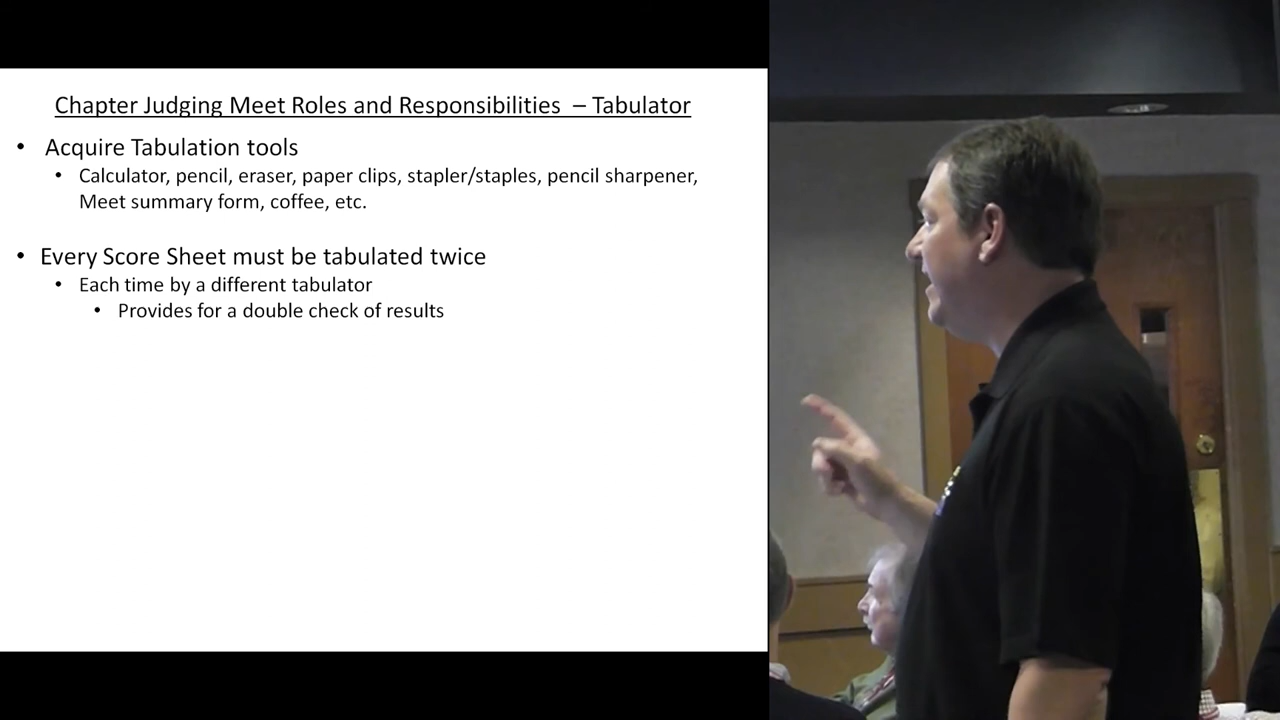 Chapter Judging Meet Roles and Responsibilities – Tabulator
• Acquire Tabulation tools
• Calculator, pencil, eraser, paper clips, stapler/staples, pencil sharpener,
Meet summary form, coffee, etc.
• Every Score Sheet must be tabulated twice
• Each time by a different tabulator
• Provides for a double check of results